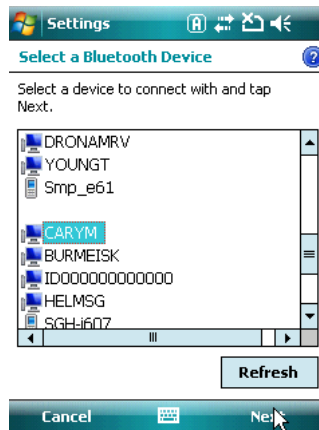 Settings
Select a Bluetooth Device
Select a device to connect with and tap
Next.
DRONAMRV
YOUNGT
Smp_e61
CARYM
BURMEISK
ID000000000000
HELMSG
SGH-i607
Refresh
Cancel
Next